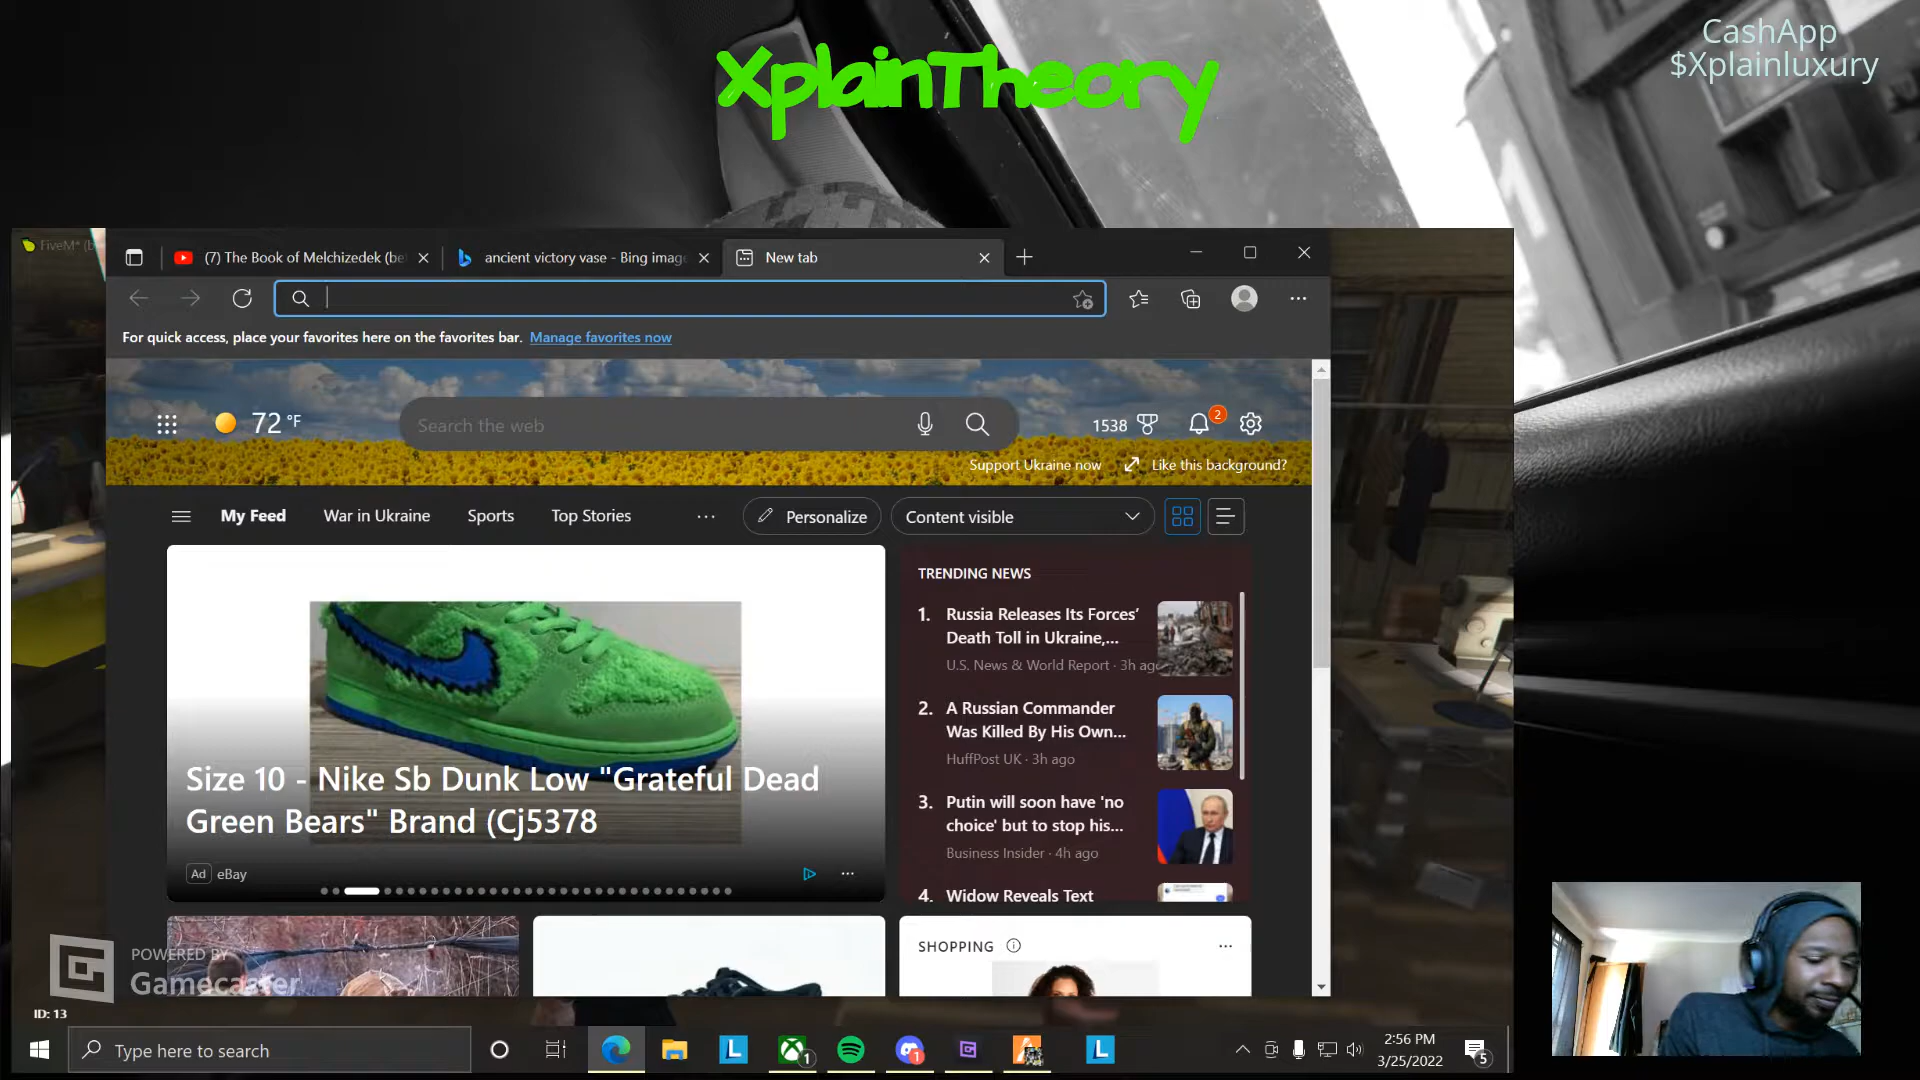 CashApp
$Xplainluxury
XplainTheory
FiveM* (b
(7) The Book of Melchizedek (be
ancient victory vase - Bing image
New tab
For quick access, place your favorites here on the favorites bar. Manage favorites now
72 °F
Search the web
1538
2
Support Ukraine now
Like this background?
My Feed
War in Ukraine
Sports
Top Stories
Personalize
Content visible
Size 10 - Nike Sb Dunk Low "Grateful Dead
Green Bears" Brand (Cj5378
Ad eBay
TRENDING NEWS
1. Russia Releases Its Forces’
Death Toll in Ukraine,...
U.S. News & World Report · 3h ago
2. A Russian Commander
Was Killed By His Own...
HuffPost UK · 3h ago
3. Putin will soon have 'no
choice' but to stop his...
Business Insider · 4h ago
4. Widow Reveals Text
SHOPPING
POWERED BY
Gamecaster
ID: 13
Type here to search
L
1
1
L
2:56 PM
3/25/2022
5